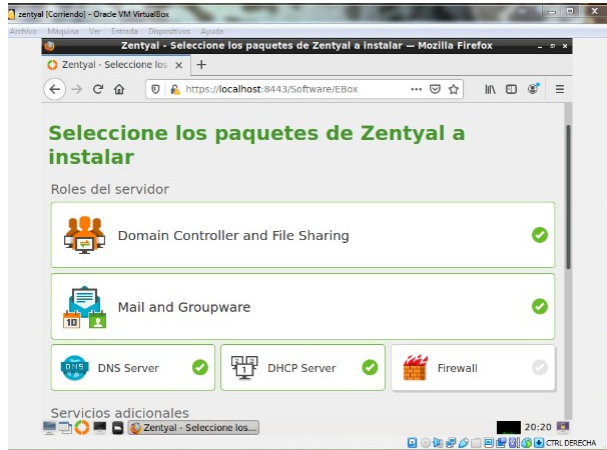 zentyal [Corriendo] - Oracle VM VirtualBox
Archivo Máquina Ver Entrada Dispositivos Ayuda
Zentyal - Seleccione los paquetes de Zentyal a instalar — Mozilla Firefox
Zentyal - Seleccione los
https://localhost:8443/Software/EBox
Seleccione los paquetes de Zentyal a
instalar
Roles del servidor
Domain Controller and File Sharing
Mail and Groupware
10 1
DNS DNS Server DHCP Server Firewall
Servicios adicionales
Zentyal - Seleccione los... 20:20
CTRL DERECHA